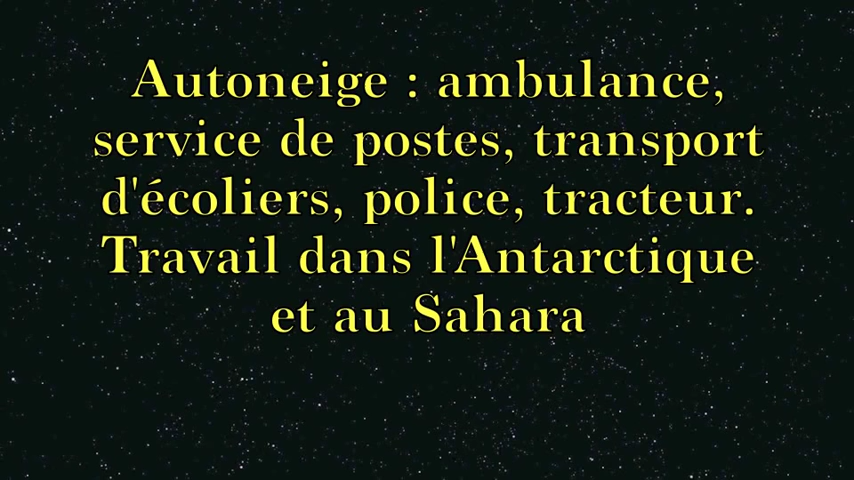 Autoneige : ambulance,
service de postes, transport
d'écoliers, police, tracteur.
Travail dans l'Antarctique
et au Sahara